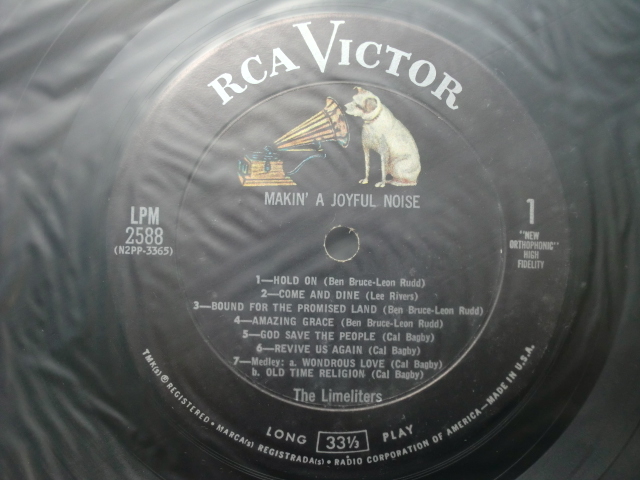 RCA VICTOR
MAKIN' A JOYFUL NOISE
LPM
2588
(N2PP-3365)
1
"NEW
ORTHOPHONIC"
HIGH
FIDELITY
1—HOLD ON (Ben Bruce-Leon Rudd)
2—COME AND DINE (Lee Rivers)
3—BOUND FOR THE PROMISED LAND (Ben Bruce-Leon Rudd)
4—AMAZING GRACE (Ben Bruce-Leon Rudd)
5—GOD SAVE THE PEOPLE (Cal Bagby)
6—REVIVE US AGAIN (Cal Bagby)
7—Medley: a. WONDROUS LOVE (Cal Bagby)
b. OLD TIME RELIGION (Cal Bagby)
The Limeliters
LONG 33⅓ PLAY
TMK(s) ® REGISTERED • MARCA(s) REGISTRADA(s) • RADIO CORPORATION OF AMERICA—MADE IN U.S.A.